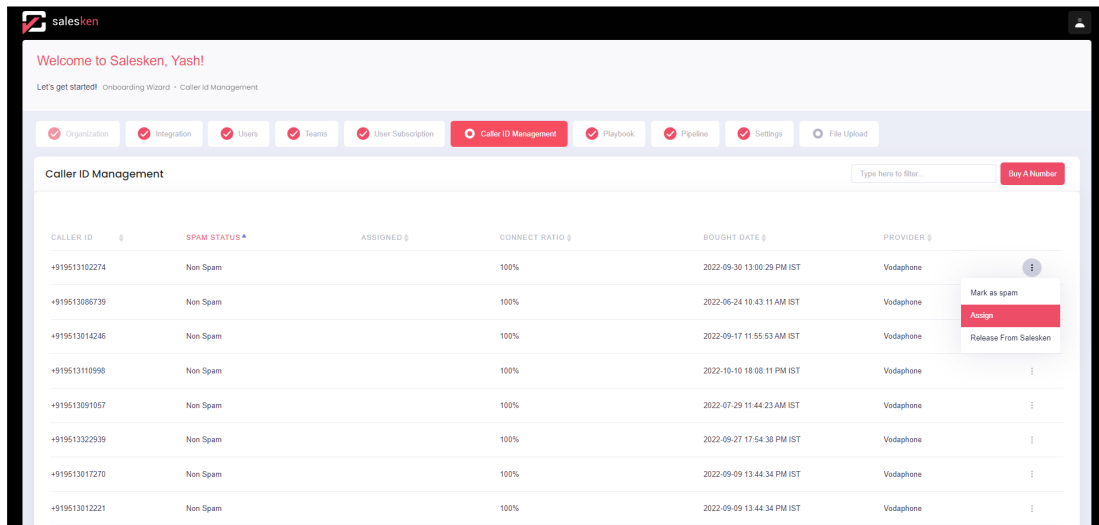 salesken
Welcome to Salesken, Yash!
Let's get started! Onboarding Wizard • Caller Id Management
Organization Integration Users Teams User Subscription Caller ID Management Playbook Pipeline Settings File Upload
Caller ID Management Type here to filter... Buy A Number
CALLER ID SPAM STATUS ASSIGNED CONNECT RATIO BOUGHT DATE PROVIDER
+919513102274 Non Spam 100% 2022-09-30 13:00:29 PM IST Vodaphone
Mark as spam
+919513086739 Non Spam 100% 2022-06-24 10:43:11 AM IST Vodaphone
Assign
+919513014246 Non Spam 100% 2022-09-17 11:55:53 AM IST Vodaphone
Release From Salesken
+919513110998 Non Spam 100% 2022-10-10 18:08:11 PM IST Vodaphone
+919513091057 Non Spam 100% 2022-07-29 11:44:23 AM IST Vodaphone
+919513322939 Non Spam 100% 2022-09-27 17:54:38 PM IST Vodaphone
+919513017270 Non Spam 100% 2022-09-09 13:44:34 PM IST Vodaphone
+919513012221 Non Spam 100% 2022-09-09 13:44:34 PM IST Vodaphone